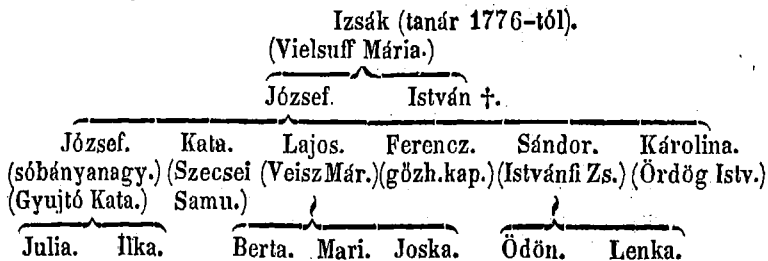 Izsák (tanár 1776-tól).
(Vielsuff Mária.)
József. István †.
József. Kata. Lajos. Ferencz. Sándor. Károlina.
(sóbányanagy.) (Szecsei (Veisz Már.) (gőzh.kap.) (Istvánfi Zs.) (Ördög Istv.)
(Gyujtó Kata.) Samu.)
Julia. Ilka. Berta. Mari. Joska. Ödön. Lenka.